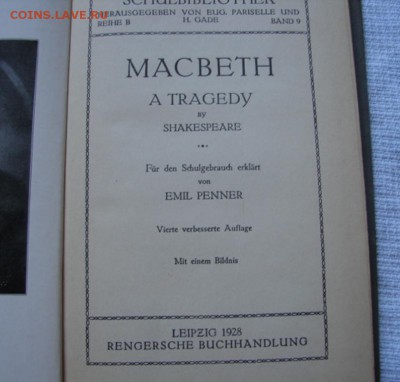 COINS.LAVE.RU
SCHULBIBLIOTHEK
HERAUSGEGEBEN VON EUG. PARISELLE UND
REIHE B H. GADE BAND 9
MACBETH
A TRAGEDY
BY
SHAKESPEARE
Für den Schulgebrauch erklärt
von
EMIL PENNER
Vierte verbesserte Auflage
Mit einem Bildnis
LEIPZIG 1928
RENGERSCHE BUCHHANDLUNG